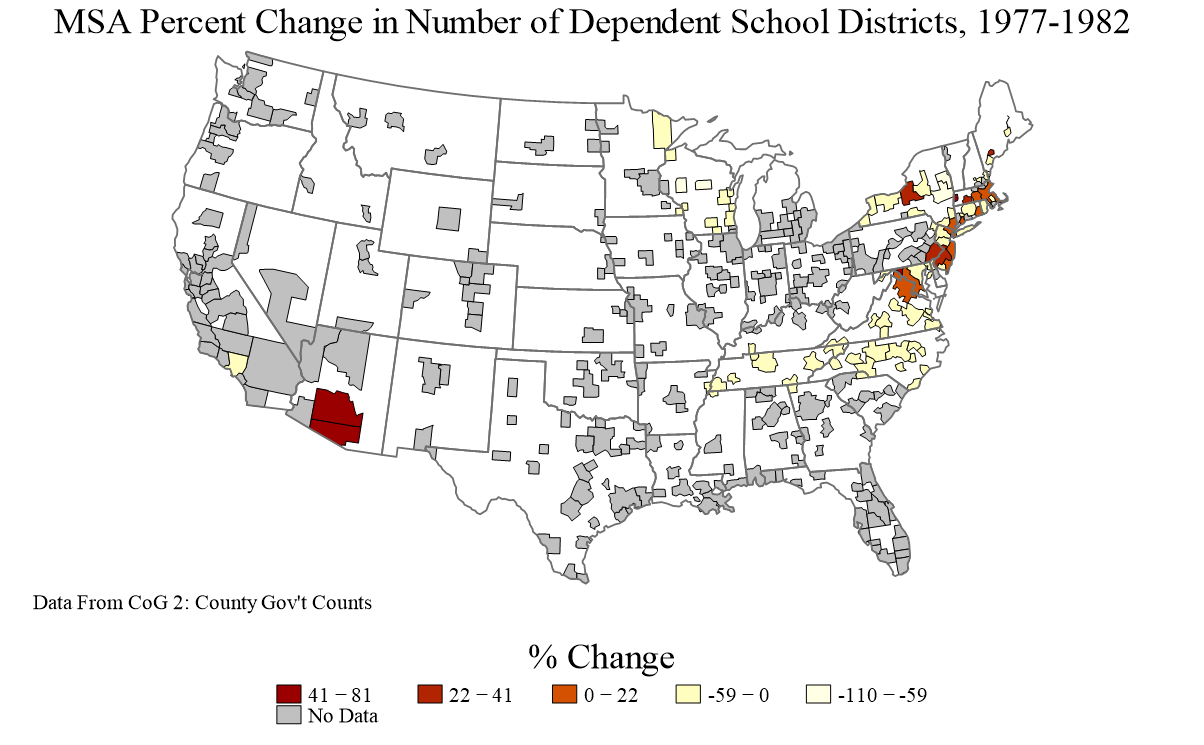 MSA Percent Change in Number of Dependent School Districts, 1977-1982
Data From CoG 2: County Gov't Counts
% Change
41 − 81 22 − 41 0 − 22 -59 − 0 -110 − -59
No Data